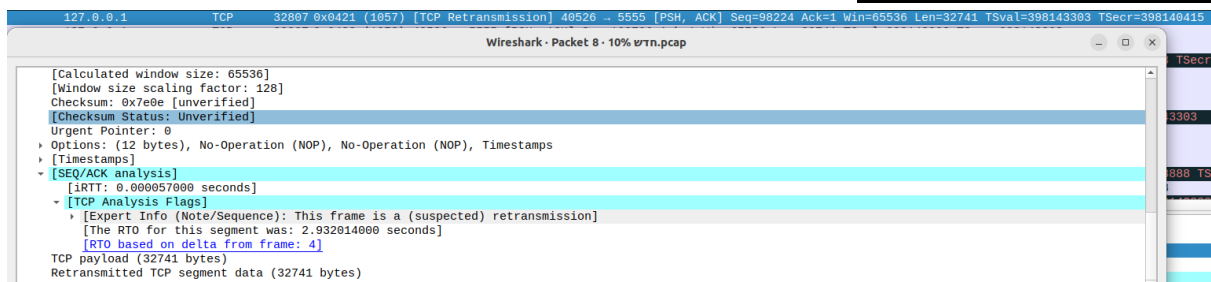 127.0.0.1 TCP 32807 0x0421 (1057) [TCP Retransmission] 40526 → 5555 [PSH, ACK] Seq=98224 Ack=1 Win=65536 Len=32741 TSval=398143303 TSecr=398140415
Wireshark · Packet 8 · 10% חדש.pcap
TSecr
[Calculated window size: 65536]
[Window size scaling factor: 128]
Checksum: 0x7e0e [unverified]
[Checksum Status: Unverified]
3303
Urgent Pointer: 0
Options: (12 bytes), No-Operation (NOP), No-Operation (NOP), Timestamps
[Timestamps]
[SEQ/ACK analysis]
888 TS
[iRTT: 0.000057000 seconds]
[TCP Analysis Flags]
[Expert Info (Note/Sequence): This frame is a (suspected) retransmission]
[The RTO for this segment was: 2.932014000 seconds]
[RTO based on delta from frame: 4]
TCP payload (32741 bytes)
Retransmitted TCP segment data (32741 bytes)